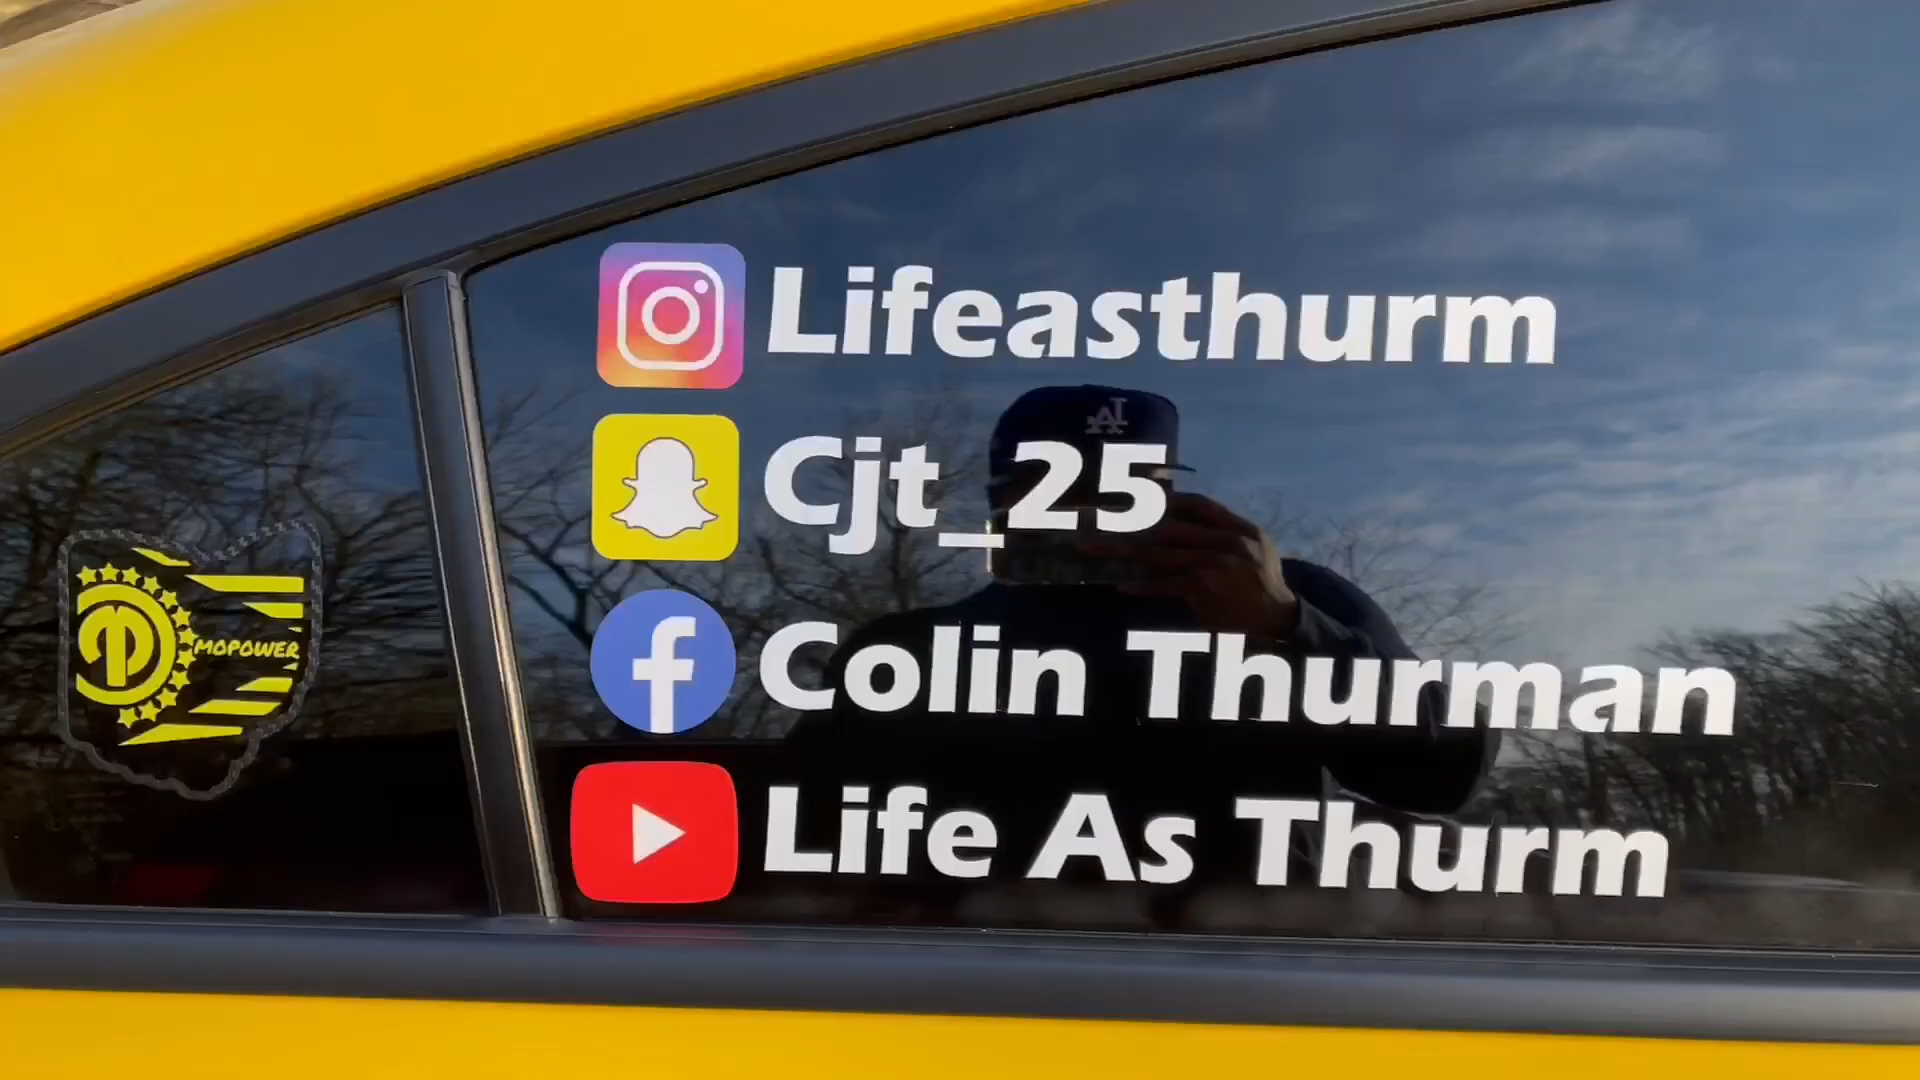 Lifeasthurm
Cjt_25
Colin Thurman
Life As Thurm
MOPOWER